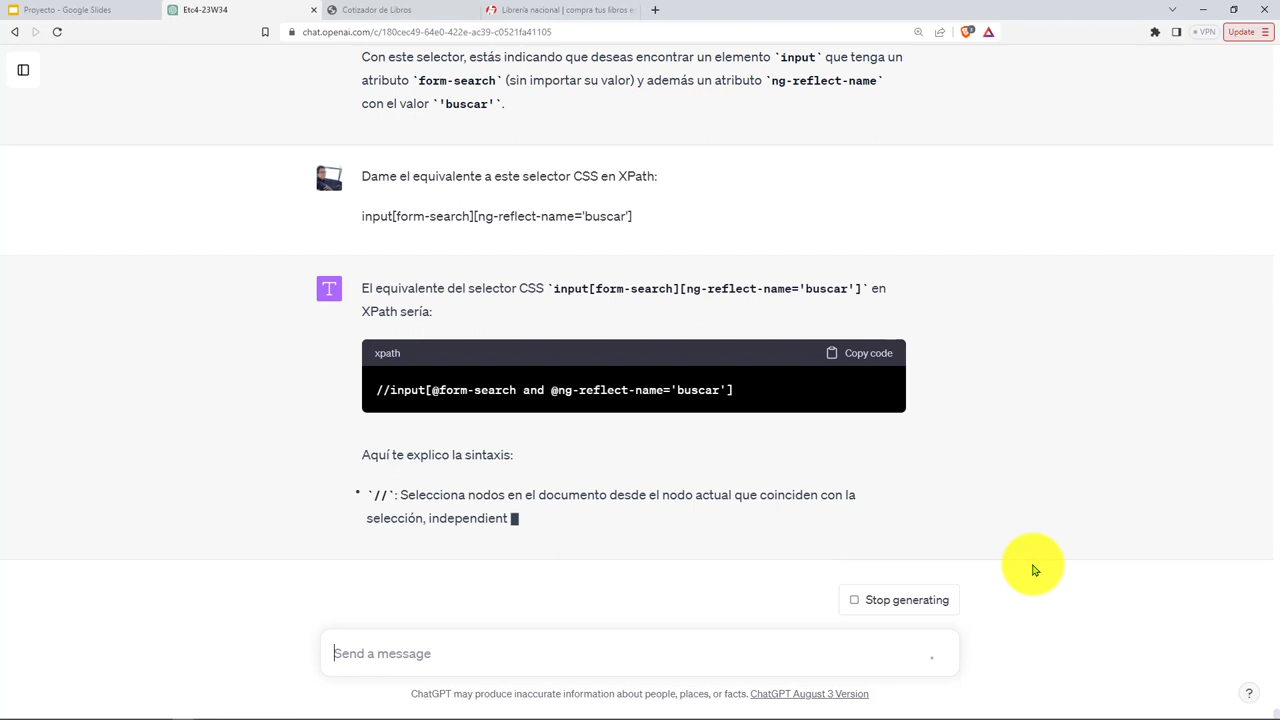 Proyecto - Google Slides
Etc4-23W34
Cotizador de Libros
Librería nacional | compra tus libros e
chat.openai.com/c/180cec49-64e0-422e-ac39-c0521fa41105
VPN
Update
Con este selector, estás indicando que deseas encontrar un elemento `input` que tenga un
atributo `form-search` (sin importar su valor) y además un atributo `ng-reflect-name`
con el valor `'buscar'`.
Dame el equivalente a este selector CSS en XPath:
input[form-search][ng-reflect-name='buscar']
T
El equivalente del selector CSS `input[form-search][ng-reflect-name='buscar']` en
XPath sería:
xpath
Copy code
//input[@form-search and @ng-reflect-name='buscar']
Aquí te explico la sintaxis:
• `//`: Selecciona nodos en el documento desde el nodo actual que coinciden con la
selección, independient
Stop generating
Send a message
ChatGPT may produce inaccurate information about people, places, or facts. ChatGPT August 3 Version
?